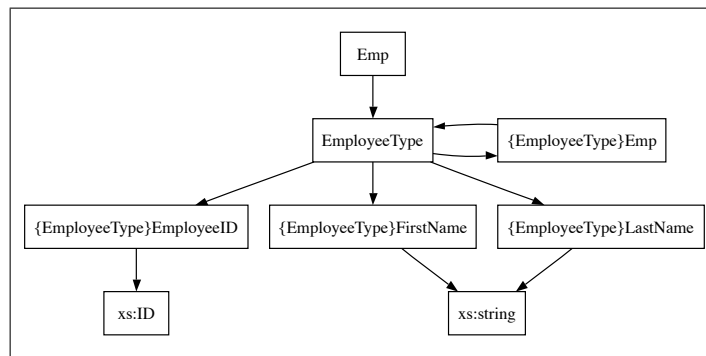 Emp
EmployeeType
{EmployeeType}Emp
{EmployeeType}EmployeeID
{EmployeeType}FirstName
{EmployeeType}LastName
xs:ID
xs:string